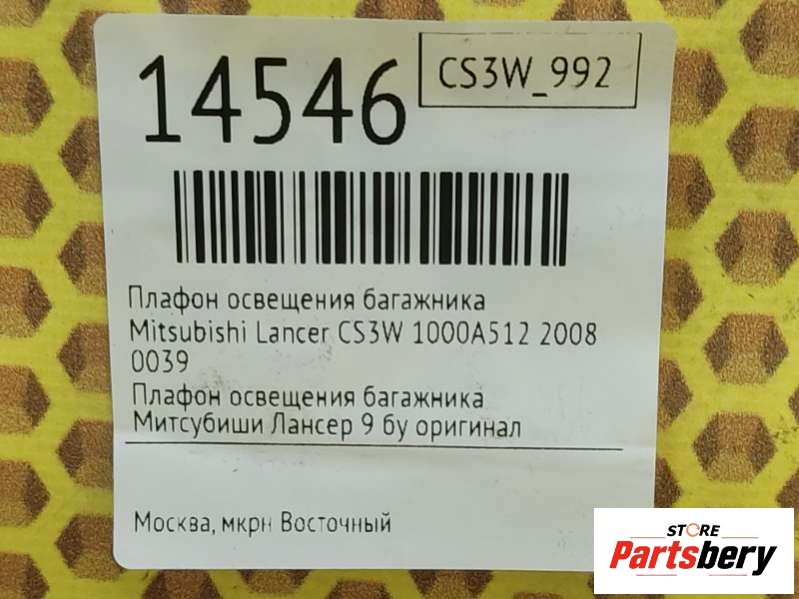 14546
CS3W_992
Плафон освещения багажника
Mitsubishi Lancer CS3W 1000A512 2008
0039
Плафон освещения багажника
Митсубиши Лансер 9 бу оригинал
Москва, мкрн Восточный
STORE
Partsbery